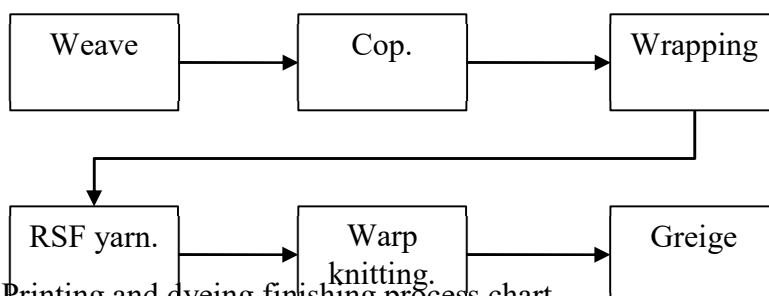 Weave
Cop.
Wrapping
RSF yarn.
Warp
knitting.
Greige
Printing and dyeing finishing process chart